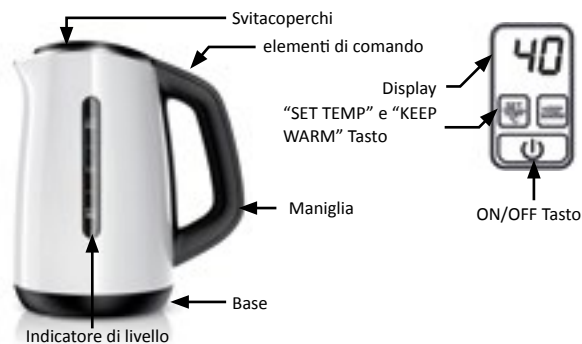 Svitacoperchi
elementi di comando
40
Display
“SET TEMP” e “KEEP
WARM” Tasto
Maniglia
ON/OFF Tasto
Base
Indicatore di livello